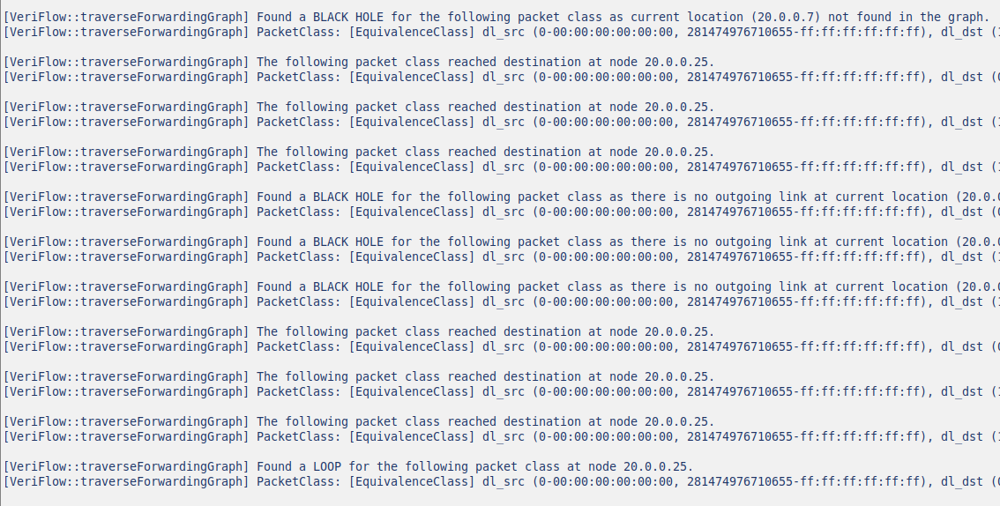 [VeriFlow::traverseForwardingGraph] Found a BLACK HOLE for the following packet class as current location (20.0.0.7) not found in the graph.
[VeriFlow::traverseForwardingGraph] PacketClass: [EquivalenceClass] dl_src (0-00:00:00:00:00:00, 281474976710655-ff:ff:ff:ff:ff:ff), dl_dst (1
[VeriFlow::traverseForwardingGraph] The following packet class reached destination at node 20.0.0.25.
[VeriFlow::traverseForwardingGraph] PacketClass: [EquivalenceClass] dl_src (0-00:00:00:00:00:00, 281474976710655-ff:ff:ff:ff:ff:ff), dl_dst (0
[VeriFlow::traverseForwardingGraph] The following packet class reached destination at node 20.0.0.25.
[VeriFlow::traverseForwardingGraph] PacketClass: [EquivalenceClass] dl_src (0-00:00:00:00:00:00, 281474976710655-ff:ff:ff:ff:ff:ff), dl_dst (1
[VeriFlow::traverseForwardingGraph] The following packet class reached destination at node 20.0.0.25.
[VeriFlow::traverseForwardingGraph] PacketClass: [EquivalenceClass] dl_src (0-00:00:00:00:00:00, 281474976710655-ff:ff:ff:ff:ff:ff), dl_dst (1
[VeriFlow::traverseForwardingGraph] Found a BLACK HOLE for the following packet class as there is no outgoing link at current location (20.0.0
[VeriFlow::traverseForwardingGraph] PacketClass: [EquivalenceClass] dl_src (0-00:00:00:00:00:00, 281474976710655-ff:ff:ff:ff:ff:ff), dl_dst (0
[VeriFlow::traverseForwardingGraph] Found a BLACK HOLE for the following packet class as there is no outgoing link at current location (20.0.0
[VeriFlow::traverseForwardingGraph] PacketClass: [EquivalenceClass] dl_src (0-00:00:00:00:00:00, 281474976710655-ff:ff:ff:ff:ff:ff), dl_dst (1
[VeriFlow::traverseForwardingGraph] Found a BLACK HOLE for the following packet class as there is no outgoing link at current location (20.0.0
[VeriFlow::traverseForwardingGraph] PacketClass: [EquivalenceClass] dl_src (0-00:00:00:00:00:00, 281474976710655-ff:ff:ff:ff:ff:ff), dl_dst (1
[VeriFlow::traverseForwardingGraph] The following packet class reached destination at node 20.0.0.25.
[VeriFlow::traverseForwardingGraph] PacketClass: [EquivalenceClass] dl_src (0-00:00:00:00:00:00, 281474976710655-ff:ff:ff:ff:ff:ff), dl_dst (0
[VeriFlow::traverseForwardingGraph] The following packet class reached destination at node 20.0.0.25.
[VeriFlow::traverseForwardingGraph] PacketClass: [EquivalenceClass] dl_src (0-00:00:00:00:00:00, 281474976710655-ff:ff:ff:ff:ff:ff), dl_dst (1
[VeriFlow::traverseForwardingGraph] The following packet class reached destination at node 20.0.0.25.
[VeriFlow::traverseForwardingGraph] PacketClass: [EquivalenceClass] dl_src (0-00:00:00:00:00:00, 281474976710655-ff:ff:ff:ff:ff:ff), dl_dst (1
[VeriFlow::traverseForwardingGraph] Found a LOOP for the following packet class at node 20.0.0.25.
[VeriFlow::traverseForwardingGraph] PacketClass: [EquivalenceClass] dl_src (0-00:00:00:00:00:00, 281474976710655-ff:ff:ff:ff:ff:ff), dl_dst (0